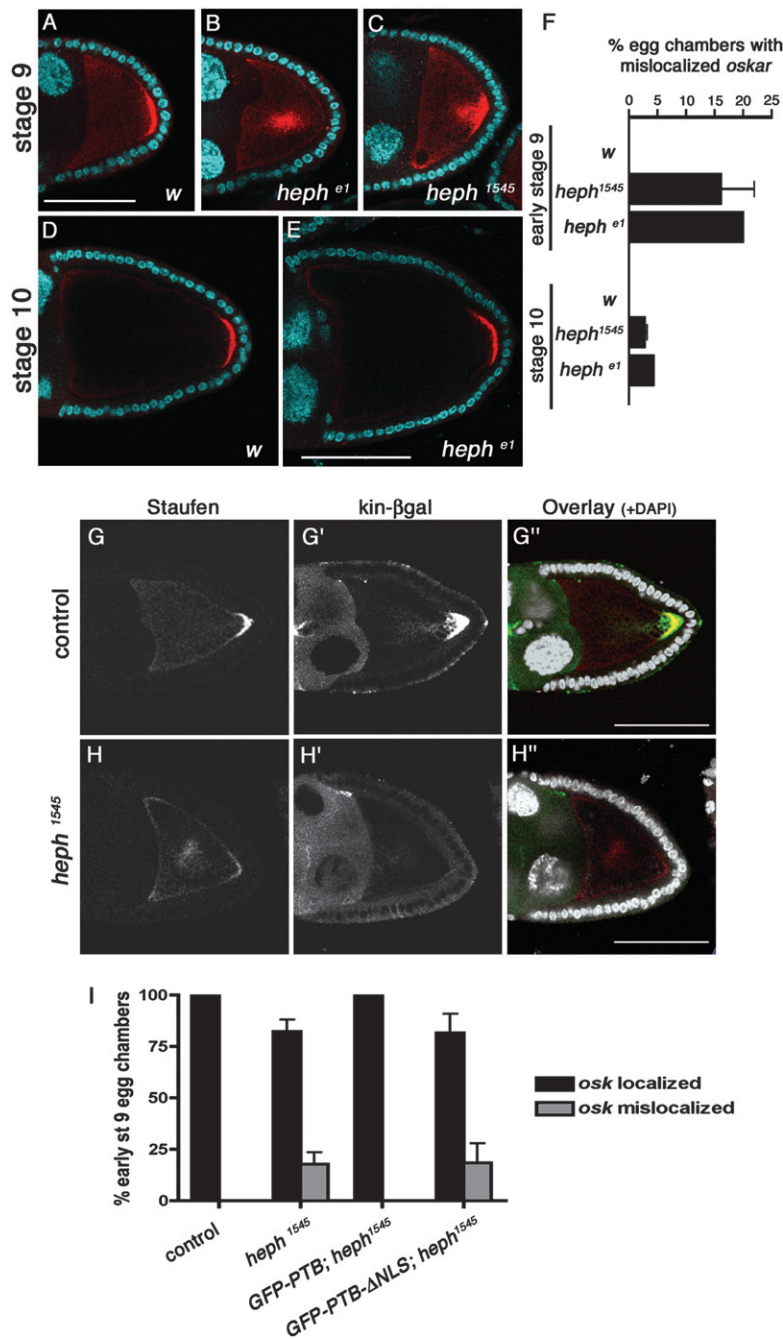 A
B
C
stage 9
w
heph e1
heph 1545
D
E
stage 10
w
heph e1
F
% egg chambers with
mislocalized oskar
0 5 10 15 20 25
early stage 9
w
heph1545
heph e1
stage 10
w
heph1545
heph e1
Staufen
kin-βgal
Overlay (+DAPI)
control
G
G'
G''
heph 1545
H
H'
H''
I
% early st 9 egg chambers
100
75
50
25
0
control
heph 1545
GFP-PTB; heph1545
GFP-PTB-ΔNLS; heph1545
osk localized
osk mislocalized